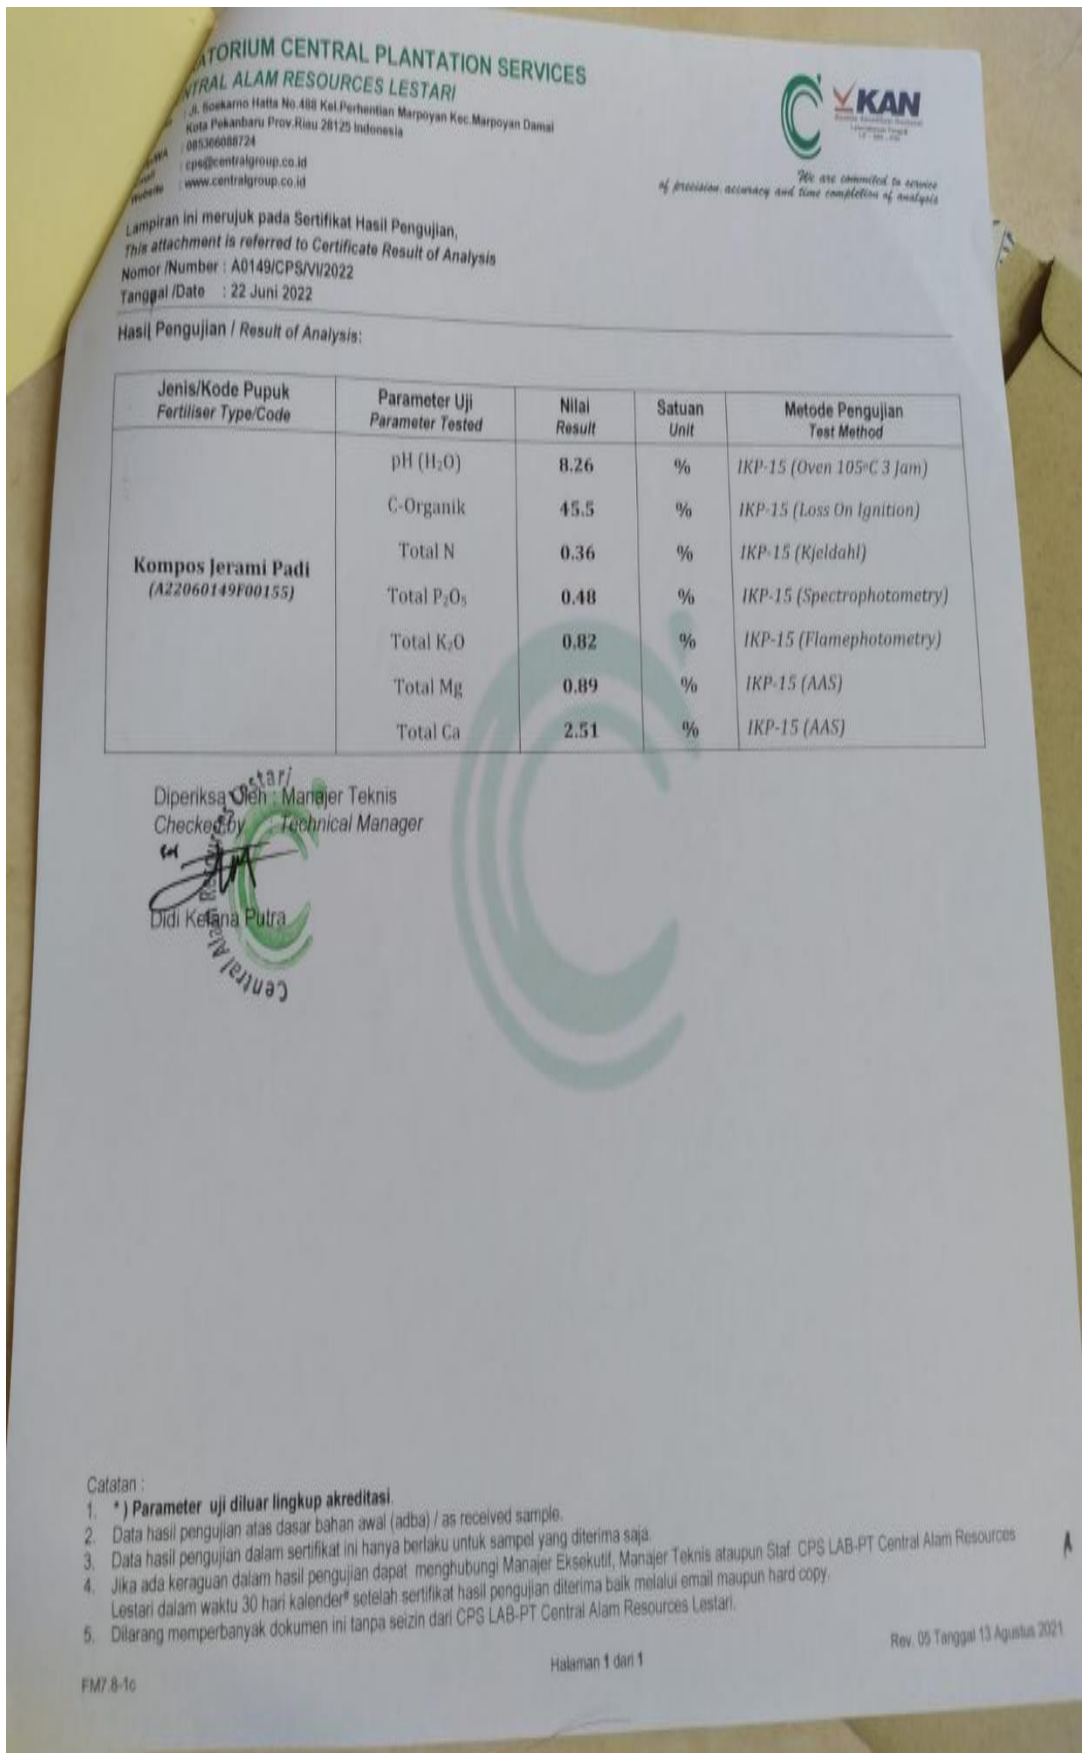 ATORIUM CENTRAL PLANTATION SERVICES
NTRAL ALAM RESOURCES LESTARI
: Jl. Soekarno Hatta No.488 Kel.Perhentian Marpoyan Kec.Marpoyan Damai
Kota Pekanbaru Prov.Riau 28125 Indonesia
: 085366088724
: cps@centralgroup.co.id
Website : www.centralgroup.co.id
KAN
Komite Akreditasi Nasional
We are commited to service
of precision, accuracy and time completion of analysis
Lampiran ini merujuk pada Sertifikat Hasil Pengujian,
This attachment is referred to Certificate Result of Analysis
Nomor /Number : A0149/CPS/VI/2022
Tanggal /Date : 22 Juni 2022
Hasil Pengujian / Result of Analysis:
Jenis/Kode Pupuk Parameter Uji Nilai Satuan Metode Pengujian
Fertiliser Type/Code Parameter Tested Result Unit Test Method
pH (H₂O) 8.26 % IKP-15 (Oven 105°C 3 Jam)
C-Organik 45.5 % IKP-15 (Loss On Ignition)
Total N 0.36 % IKP-15 (Kjeldahl)
Kompos Jerami Padi
(A22060149F00155)
Total P₂O₅ 0.48 % IKP-15 (Spectrophotometry)
Total K₂O 0.82 % IKP-15 (Flamephotometry)
Total Mg 0.89 % IKP-15 (AAS)
Total Ca 2.51 % IKP-15 (AAS)
Diperiksa Oleh : Manajer Teknis
Checked by : Technical Manager
Didi Kelana Putra
Central Alam Resources Lestari
Catatan :
1. *) Parameter uji diluar lingkup akreditasi.
2. Data hasil pengujian atas dasar bahan awal (adba) / as received sample.
3. Data hasil pengujian dalam sertifikat ini hanya berlaku untuk sampel yang diterima saja.
4. Jika ada keraguan dalam hasil pengujian dapat menghubungi Manajer Eksekutif, Manajer Teknis ataupun Staf CPS LAB-PT Central Alam Resources
Lestari dalam waktu 30 hari kalender* setelah sertifikat hasil pengujian diterima baik melalui email maupun hard copy.
5. Dilarang memperbanyak dokumen ini tanpa seizin dari CPS LAB-PT Central Alam Resources Lestari.
Rev. 05 Tanggal 13 Agustus 2021
Halaman 1 dari 1
FM7.8-1c